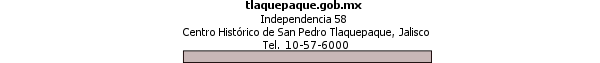 tlaquepaque.gob.mx
Independencia 58
Centro Histórico de San Pedro Tlaquepaque, Jalisco
Tel. 10-57-6000